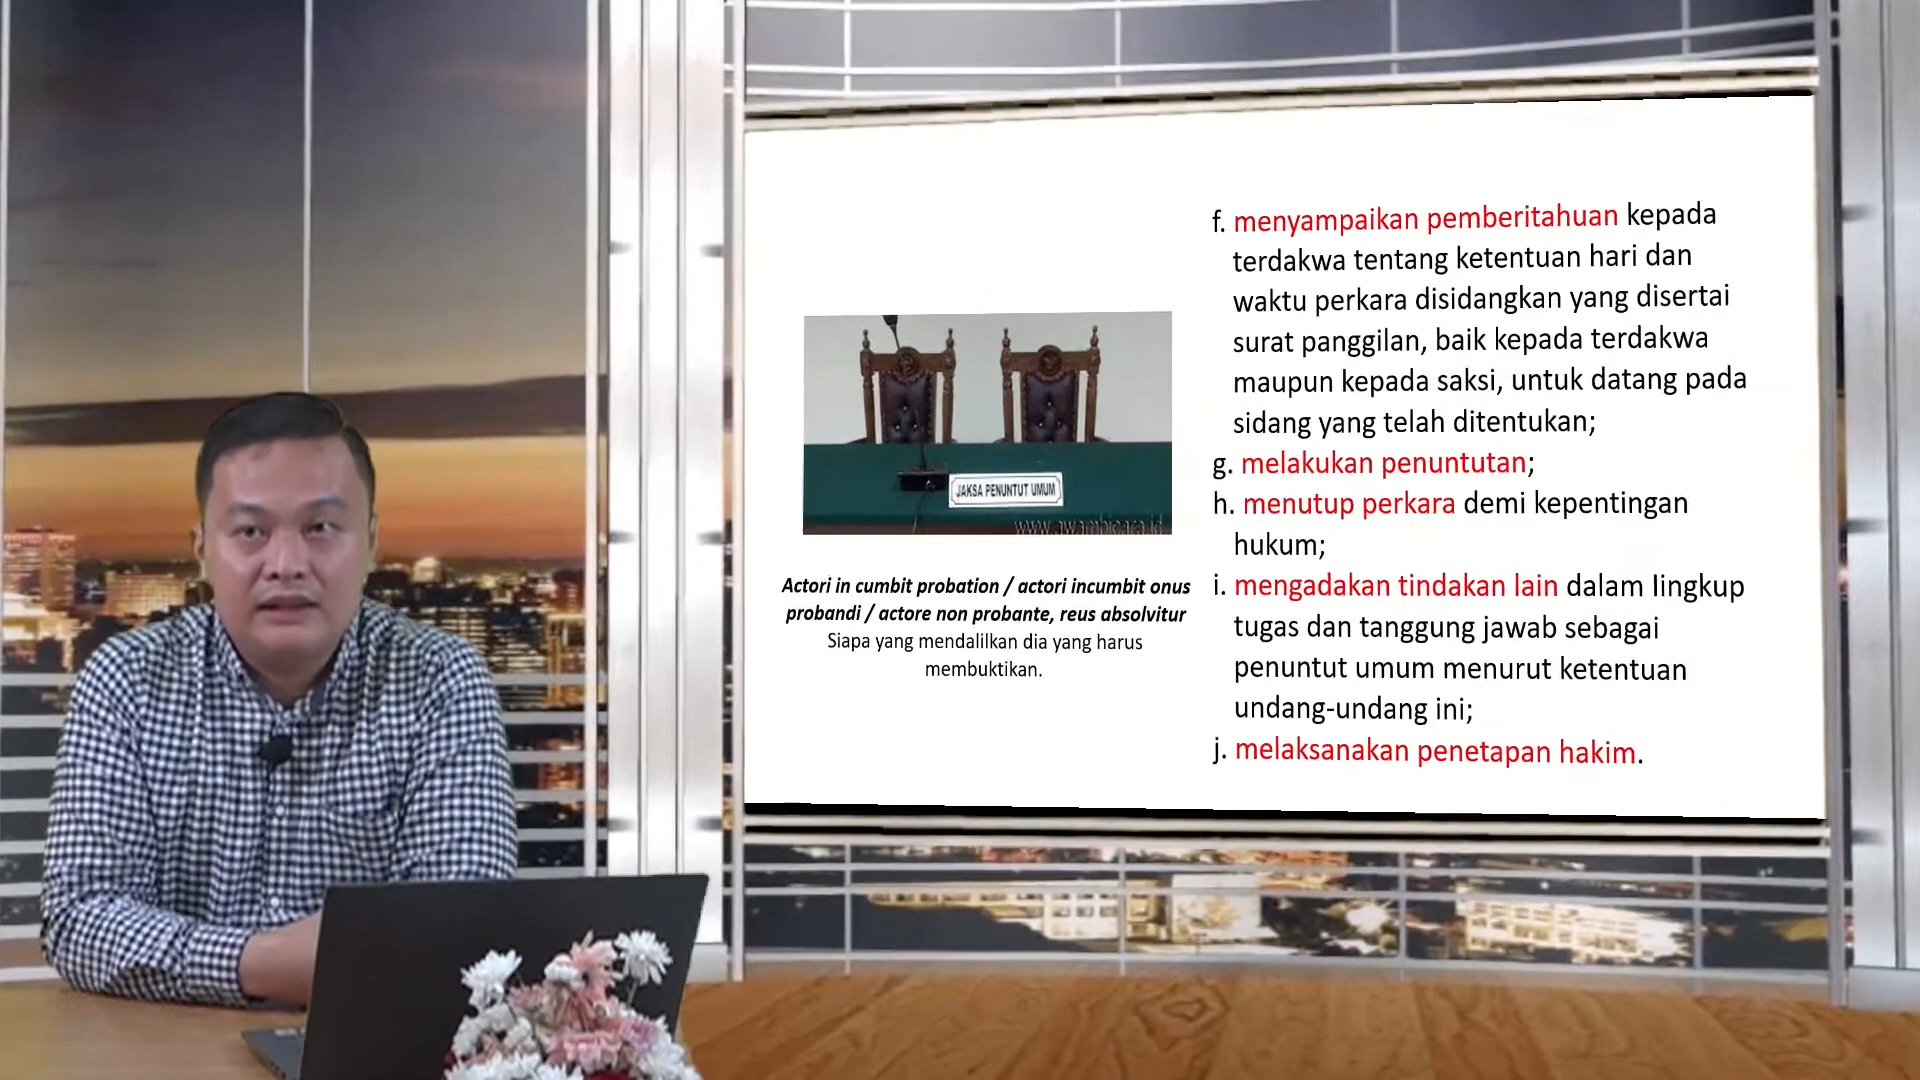 JAKSA PENUNTUT UMUM
www.awambicara.id
Actori in cumbit probation / actori incumbit onus
probandi / actore non probante, reus absolvitur
Siapa yang mendalilkan dia yang harus
membuktikan.
f. menyampaikan pemberitahuan kepada
terdakwa tentang ketentuan hari dan
waktu perkara disidangkan yang disertai
surat panggilan, baik kepada terdakwa
maupun kepada saksi, untuk datang pada
sidang yang telah ditentukan;
g. melakukan penuntutan;
h. menutup perkara demi kepentingan
hukum;
i. mengadakan tindakan lain dalam lingkup
tugas dan tanggung jawab sebagai
penuntut umum menurut ketentuan
undang-undang ini;
j. melaksanakan penetapan hakim.